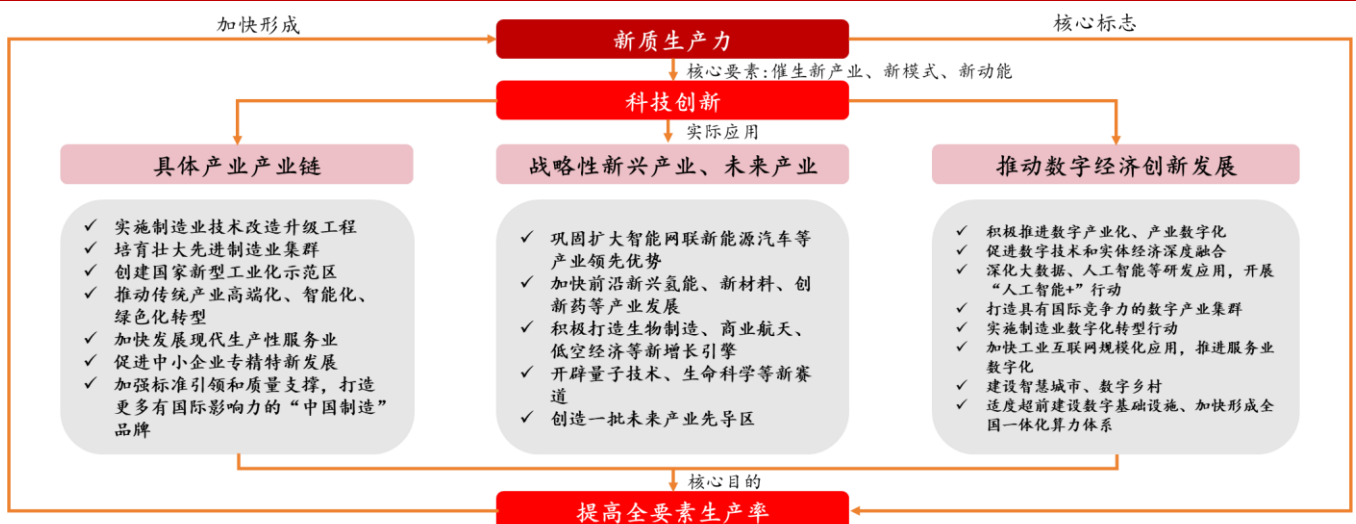 加快形成
新质生产力
核心标志
核心要素:催生新产业、新模式、新动能
科技创新
实际应用
具体产业产业链
战略性新兴产业、未来产业
推动数字经济创新发展
✓ 实施制造业技术改造升级工程
✓ 培育壮大先进制造业集群
✓ 创建国家新型工业化示范区
✓ 推动传统产业高端化、智能化、
绿色化转型
✓ 加快发展现代生产性服务业
✓ 促进中小企业专精特新发展
✓ 加强标准引领和质量支撑，打造
更多有国际影响力的“中国制造”
品牌
✓ 巩固扩大智能网联新能源汽车等
产业领先优势
✓ 加快前沿新兴氢能、新材料、创
新药等产业发展
✓ 积极打造生物制造、商业航天、
低空经济等新增长引擎
✓ 开辟量子技术、生命科学等新赛
道
✓ 创造一批未来产业先导区
✓ 积极推进数字产业化、产业数字化
✓ 促进数字技术和实体经济深度融合
✓ 深化大数据、人工智能等研发应用，开展
“人工智能+”行动
✓ 打造具有国际竞争力的数字产业集群
✓ 实施制造业数字化转型行动
✓ 加快工业互联网规模化应用，推进服务业
数字化
✓ 建设智慧城市、数字乡村
✓ 适度超前建设数字基础设施、加快形成全
国一体化算力体系
核心目的
提高全要素生产率